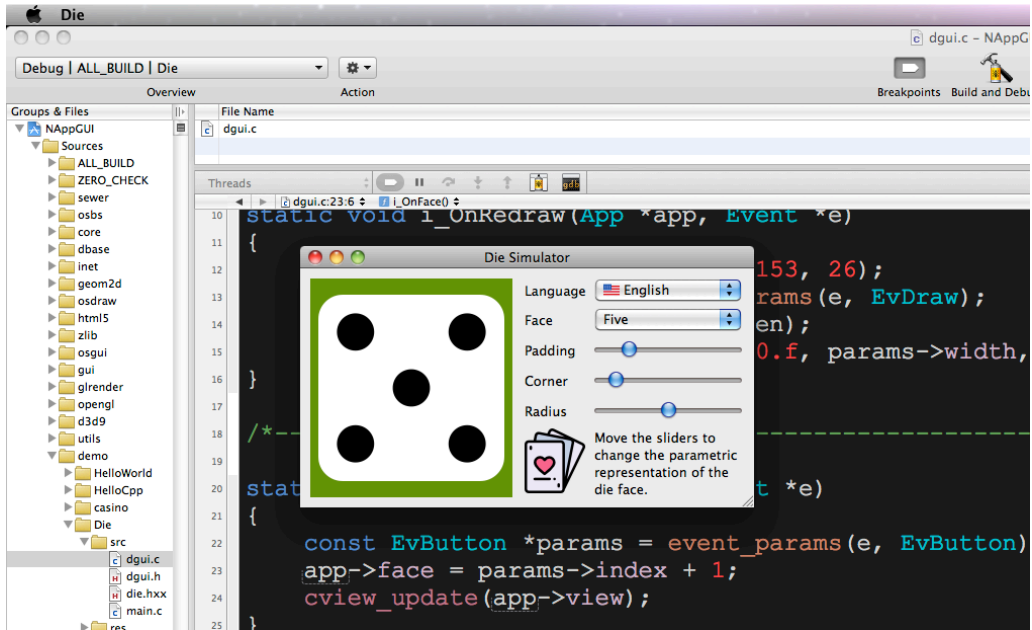 Die
dgui.c – NAppG
Debug | ALL_BUILD | Die
Overview
Action
Breakpoints
Build and Debu
Groups & Files
File Name
NAppGUI
dgui.c
Sources
ALL_BUILD
ZERO_CHECK
sewer
osbs
core
dbase
inet
geom2d
osdraw
html5
zlib
osgui
gui
glrender
opengl
d3d9
utils
demo
HelloWorld
HelloCpp
casino
Die
src
dgui.c
dgui.h
die.hxx
main.c
res
Threads
gdb
dgui.c:23:6
i_OnFace()
10 static void i_OnRedraw(App *app, Event *e)
11 {
12 153, 26);
13 rams(e, EvDraw);
14 en);
15 0.f, params->width,
16 }
17
18 /*-- ----------------------
19
20 stat t *e)
21 {
22 const EvButton *params = event_params(e, EvButton)
23 app->face = params->index + 1;
24 cview_update(app->view);
25 }
Die Simulator
Language English
Face Five
Padding
Corner
Radius
Move the sliders to
change the parametric
representation of the
die face.